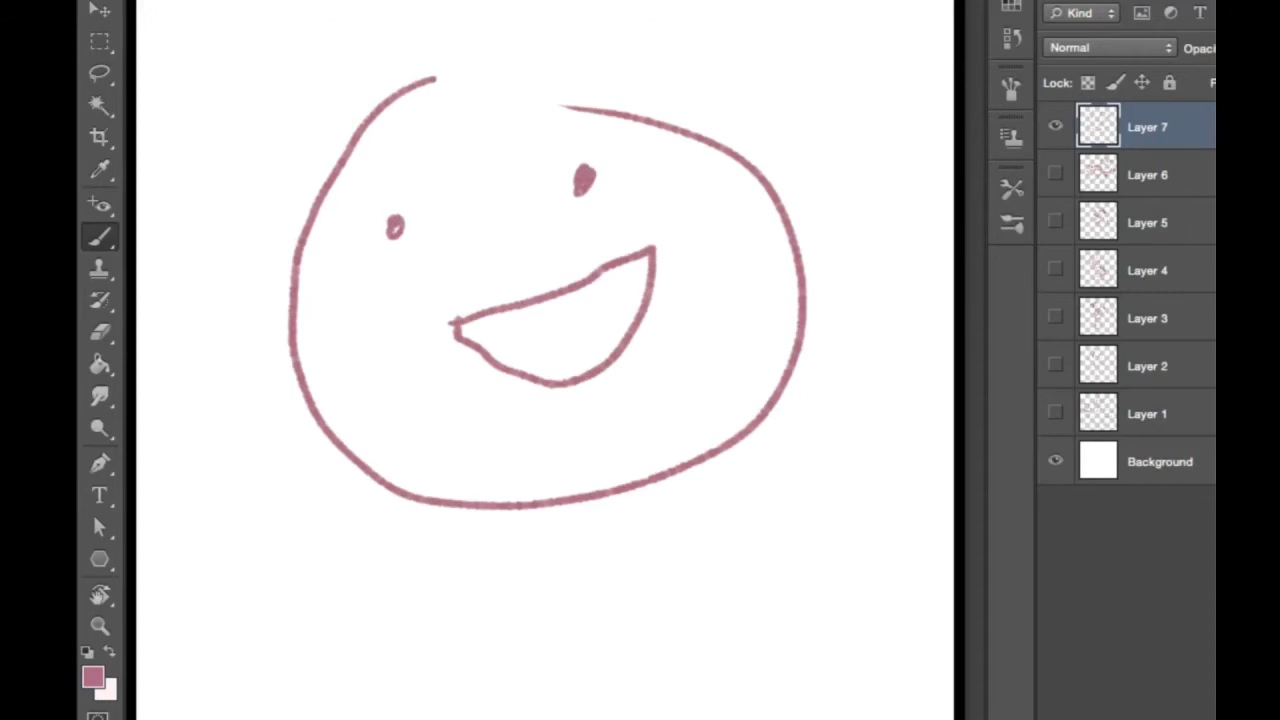 Kind
T
Normal
Opaci
Lock:
F
Layer 7
Layer 6
Layer 5
Layer 4
Layer 3
Layer 2
Layer 1
Background
T